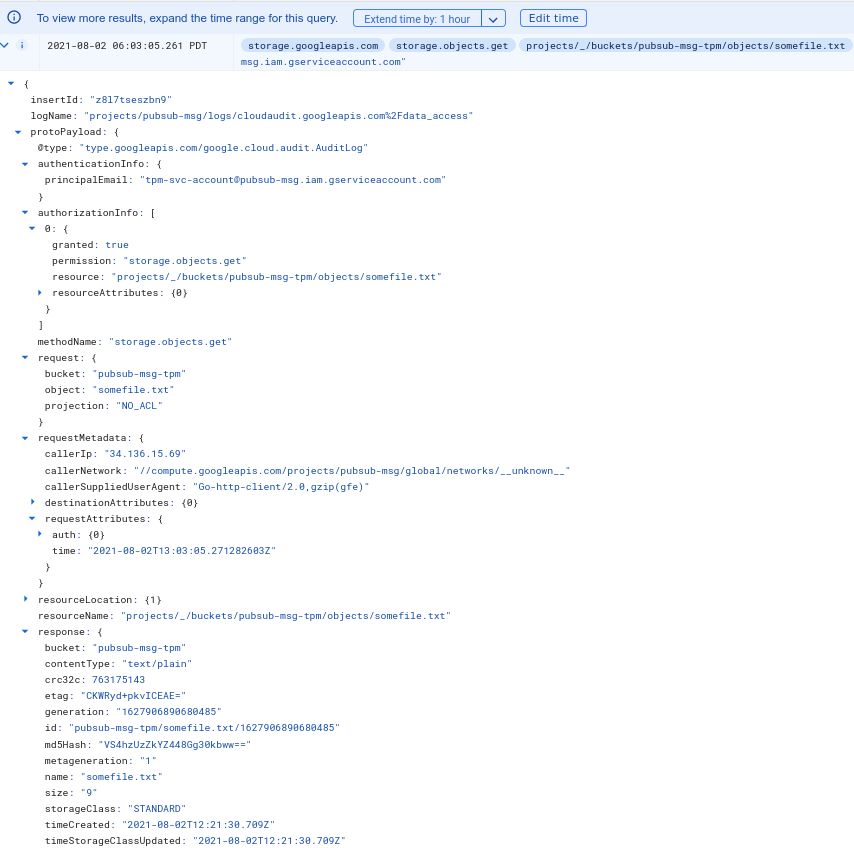 To view more results, expand the time range for this query. Extend time by: 1 hour Edit time
2021-08-02 06:03:05.261 PDT storage.googleapis.com storage.objects.get projects/_/buckets/pubsub-msg-tpm/objects/somefile.txt
msg.iam.gserviceaccount.com"
{
insertId: "z8l7tseszbn9"
logName: "projects/pubsub-msg/logs/cloudaudit.googleapis.com%2Fdata_access"
protoPayload: {
@type: "type.googleapis.com/google.cloud.audit.AuditLog"
authenticationInfo: {
principalEmail: "tpm-svc-account@pubsub-msg.iam.gserviceaccount.com"
}
authorizationInfo: [
0: {
granted: true
permission: "storage.objects.get"
resource: "projects/_/buckets/pubsub-msg-tpm/objects/somefile.txt"
resourceAttributes: {0}
}
]
methodName: "storage.objects.get"
request: {
bucket: "pubsub-msg-tpm"
object: "somefile.txt"
projection: "NO_ACL"
}
requestMetadata: {
callerIp: "34.136.15.69"
callerNetwork: "//compute.googleapis.com/projects/pubsub-msg/global/networks/__unknown__"
callerSuppliedUserAgent: "Go-http-client/2.0,gzip(gfe)"
destinationAttributes: {0}
requestAttributes: {
auth: {0}
time: "2021-08-02T13:03:05.271282603Z"
}
}
resourceLocation: {1}
resourceName: "projects/_/buckets/pubsub-msg-tpm/objects/somefile.txt"
response: {
bucket: "pubsub-msg-tpm"
contentType: "text/plain"
crc32c: 763175143
etag: "CKWRyd+pkvICEAE="
generation: "1627906890680485"
id: "pubsub-msg-tpm/somefile.txt/1627906890680485"
md5Hash: "VS4hzUzZkYZ448Gg30kbww=="
metageneration: "1"
name: "somefile.txt"
size: "9"
storageClass: "STANDARD"
timeCreated: "2021-08-02T12:21:30.709Z"
timeStorageClassUpdated: "2021-08-02T12:21:30.709Z"